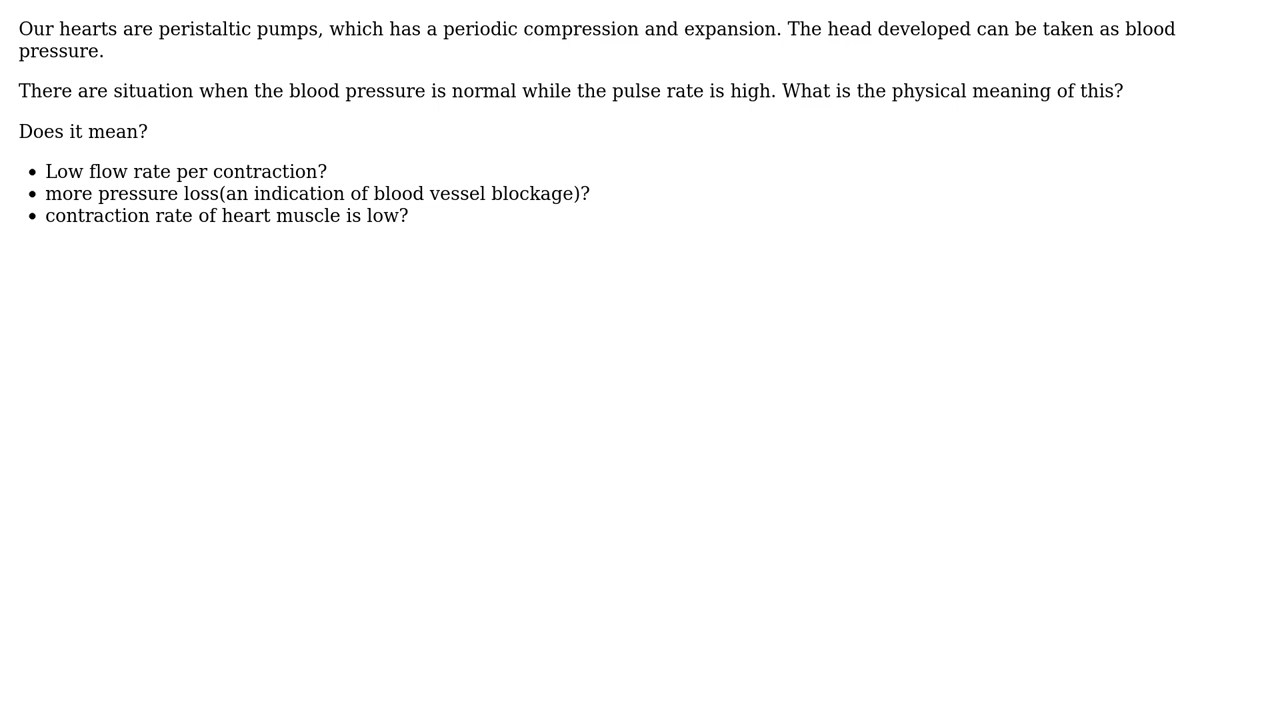 Our hearts are peristaltic pumps, which has a periodic compression and expansion. The head developed can be taken as blood
pressure.
There are situation when the blood pressure is normal while the pulse rate is high. What is the physical meaning of this?
Does it mean?
• Low flow rate per contraction?
• more pressure loss(an indication of blood vessel blockage)?
• contraction rate of heart muscle is low?